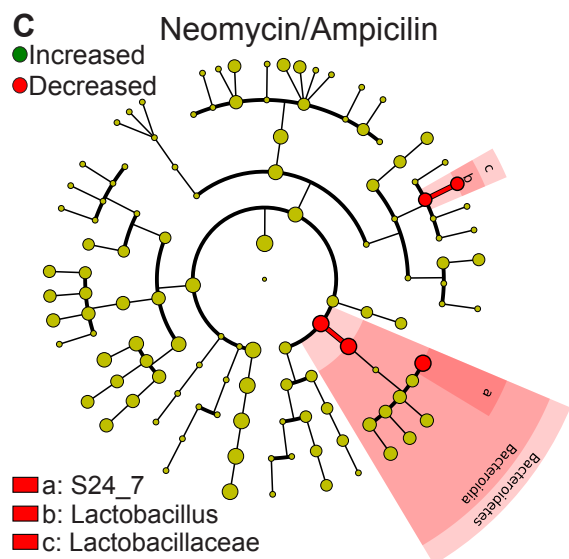 C
Neomycin/Ampicilin
Increased
Decreased
c
b
a
Bacteroidia
Bacteroidetes
a: S24_7
b: Lactobacillus
c: Lactobacillaceae